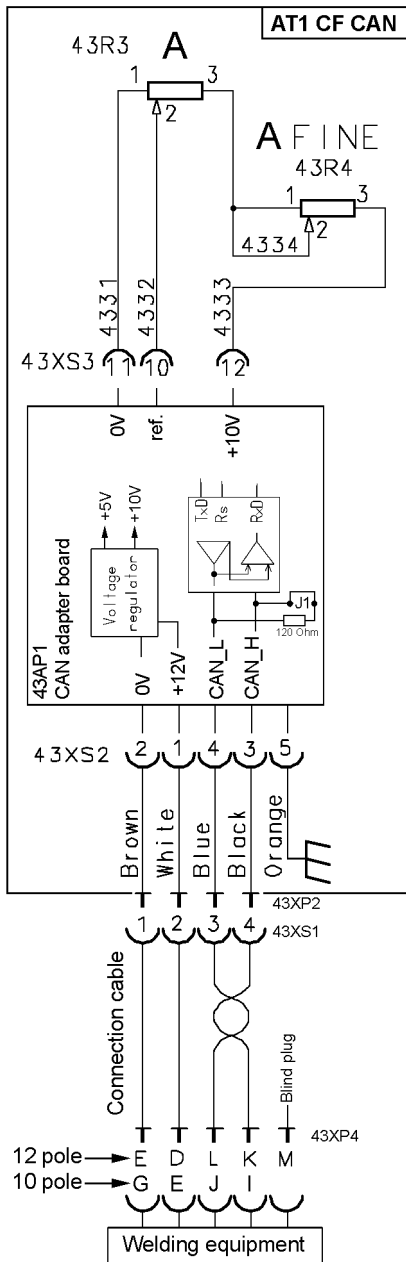 AT1 CF CAN
43R3 A
1 3
2
A FINE
43R4
1 3
2
4334
4331
4332
4333
43XS3 11 10 12
0V
ref.
+10V
+5V
+10V
Voltage
regulator
TxD
Rs
RxD
J1
120 Ohm
43AP1
CAN adapter board
0V
+12V
CAN_L
CAN_H
43XS2 2 1 4 3 5
Brown
White
Blue
Black
Orange
43XP2
1 2 3 4 43XS1
Connection cable
Blind plug
43XP4
12 pole E D L K M
10 pole G E J I
Welding equipment